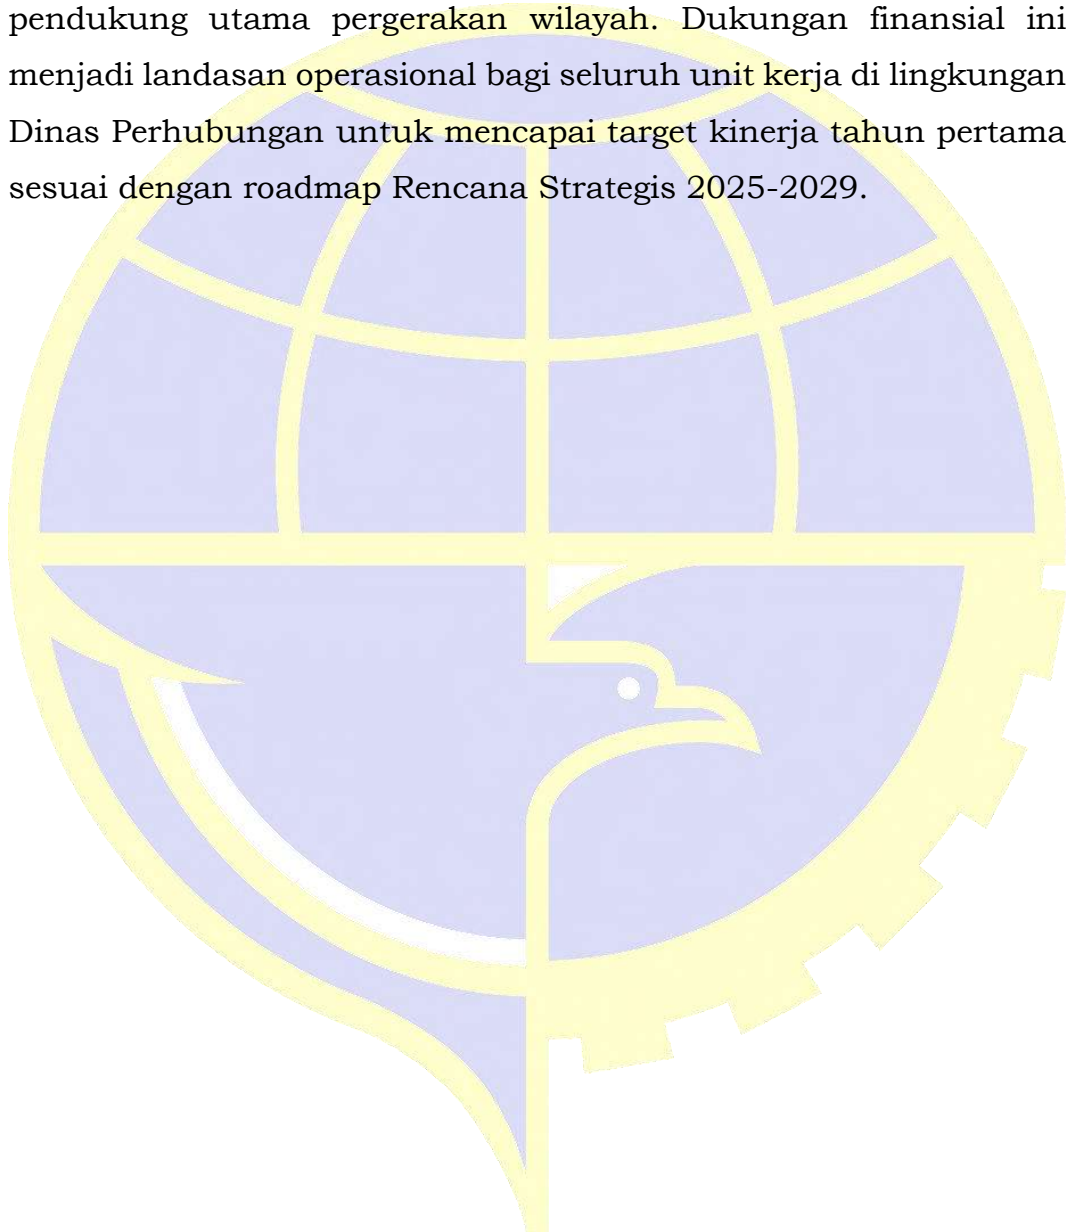 pendukung utama pergerakan wilayah. Dukungan finansial ini
menjadi landasan operasional bagi seluruh unit kerja di lingkungan
Dinas Perhubungan untuk mencapai target kinerja tahun pertama
sesuai dengan roadmap Rencana Strategis 2025-2029.